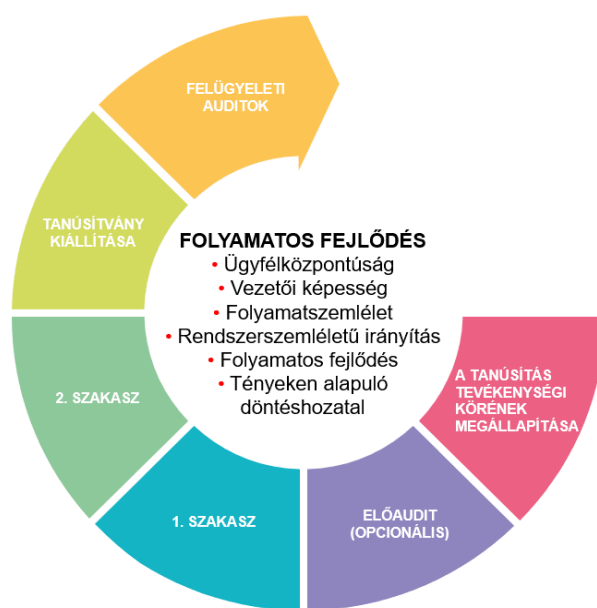 FELÜGYELETI
AUDITOK
TANÚSÍTVÁNY
KIÁLLÍTÁSA
FOLYAMATOS FEJLŐDÉS
• Ügyfélközpontúság
• Vezetői képesség
• Folyamatszemlélet
• Rendszerszemléletű irányítás
• Folyamatos fejlődés
• Tényeken alapuló
döntéshozatal
A TANÚSÍTÁS
TEVÉKENYSÉGI
KÖRÉNEK
MEGÁLLAPÍTÁSA
2. SZAKASZ
1. SZAKASZ
ELŐAUDIT
(OPCIONÁLIS)